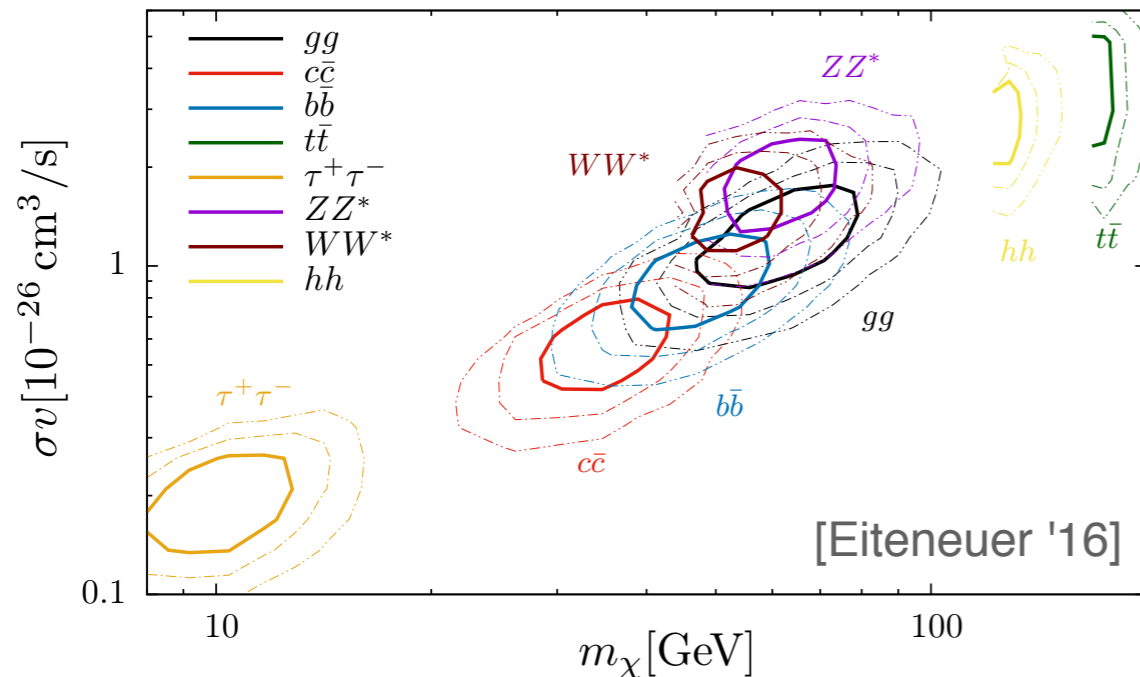 gg
cc̄
bb̄
tt̄
τ⁺τ⁻
ZZ*
WW*
hh
ZZ*
WW*
hh
tt̄
gg
bb̄
cc̄
τ⁺τ⁻
[Eiteneuer '16]
σv[10⁻²⁶ cm³/s]
1
0.1
10
100
mχ[GeV]